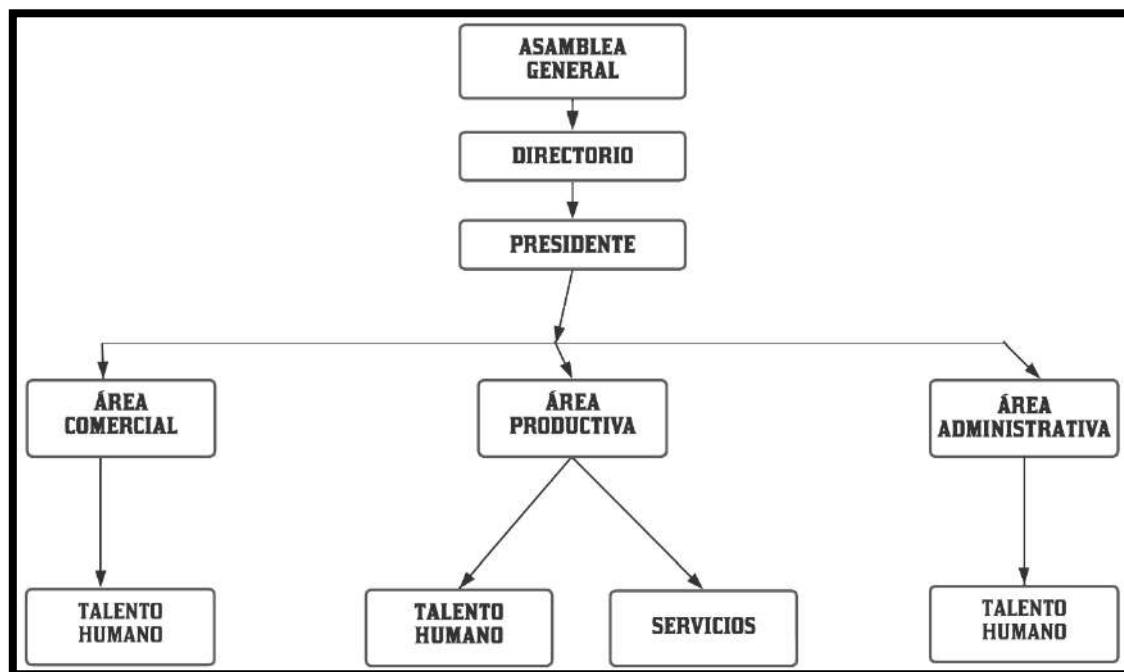 ASAMBLEA
GENERAL
DIRECTORIO
PRESIDENTE
ÁREA
COMERCIAL
ÁREA
PRODUCTIVA
ÁREA
ADMINISTRATIVA
TALENTO
HUMANO
TALENTO
HUMANO
SERVICIOS
TALENTO
HUMANO